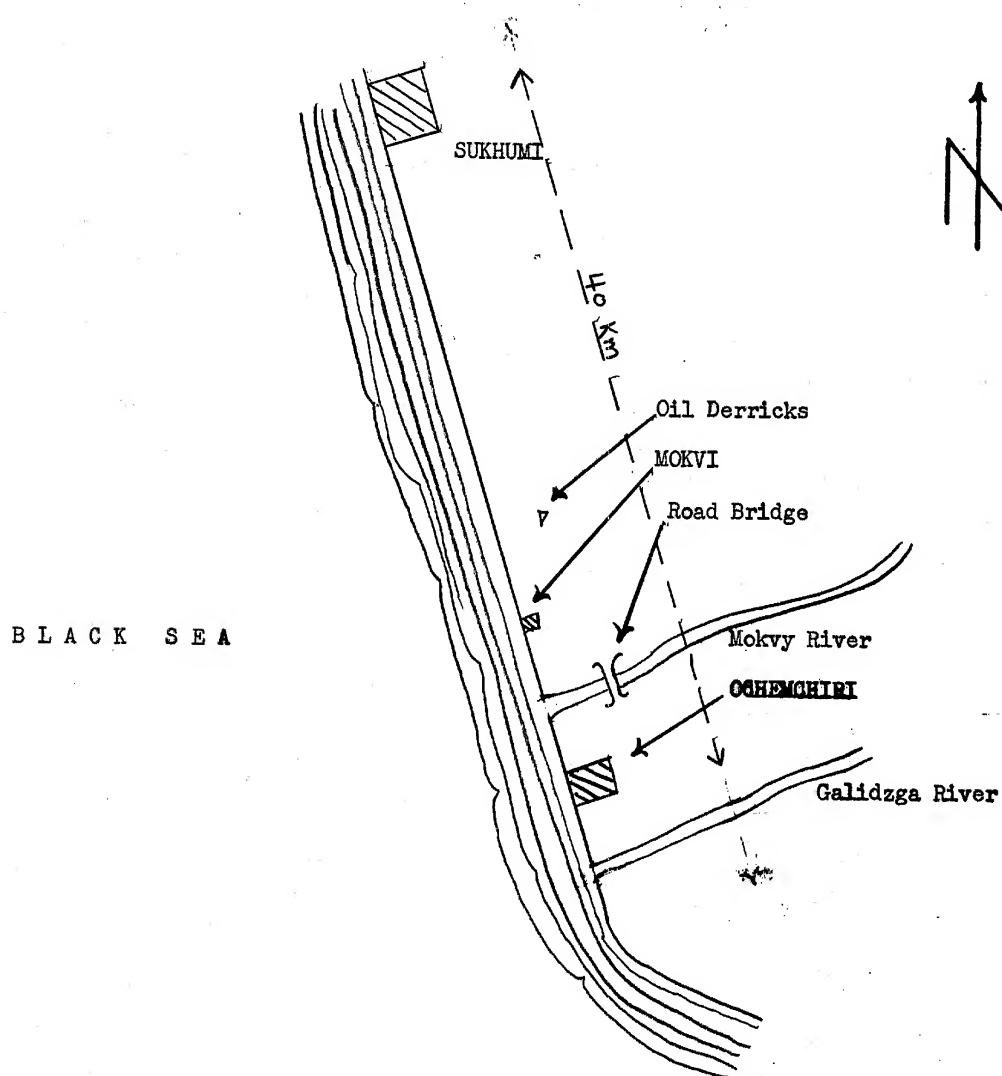 SUKHUMI
40 Km
Oil Derricks
MOKVI
Road Bridge
BLACK SEA
Mokvy River
OCHEMCHIRI
Galidzga River
N